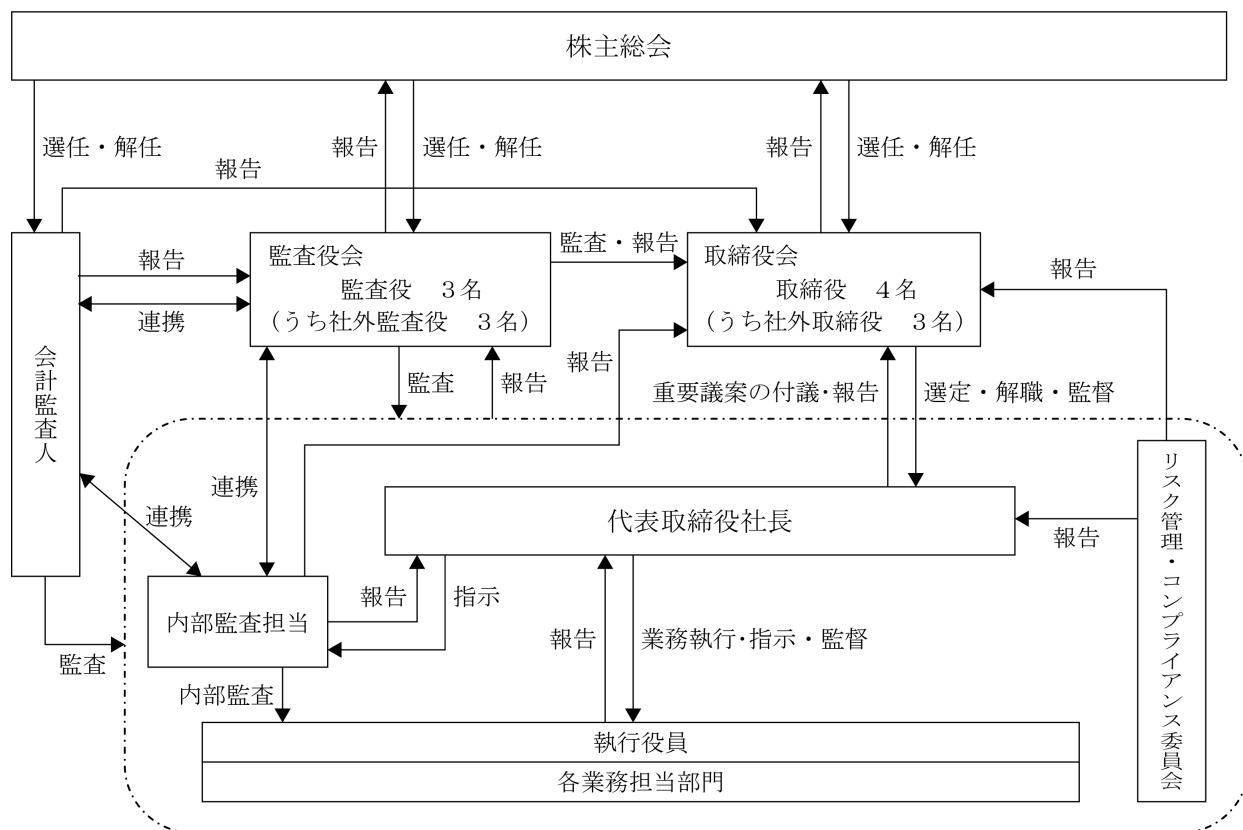 株主総会
選任・解任
報告
選任・解任
報告
選任・解任
報告
監査役会
監査役　３名
（うち社外監査役　３名）
監査・報告
取締役会
取締役　４名
（うち社外取締役　３名）
報告
連携
報告
会計監査人
監査
報告
報告
重要議案の付議・報告
選定・解職・監督
連携
連携
代表取締役社長
報告
リスク管理・コンプライアンス委員会
内部監査担当
報告
指示
報告
業務執行・指示・監督
監査
内部監査
執行役員
各業務担当部門